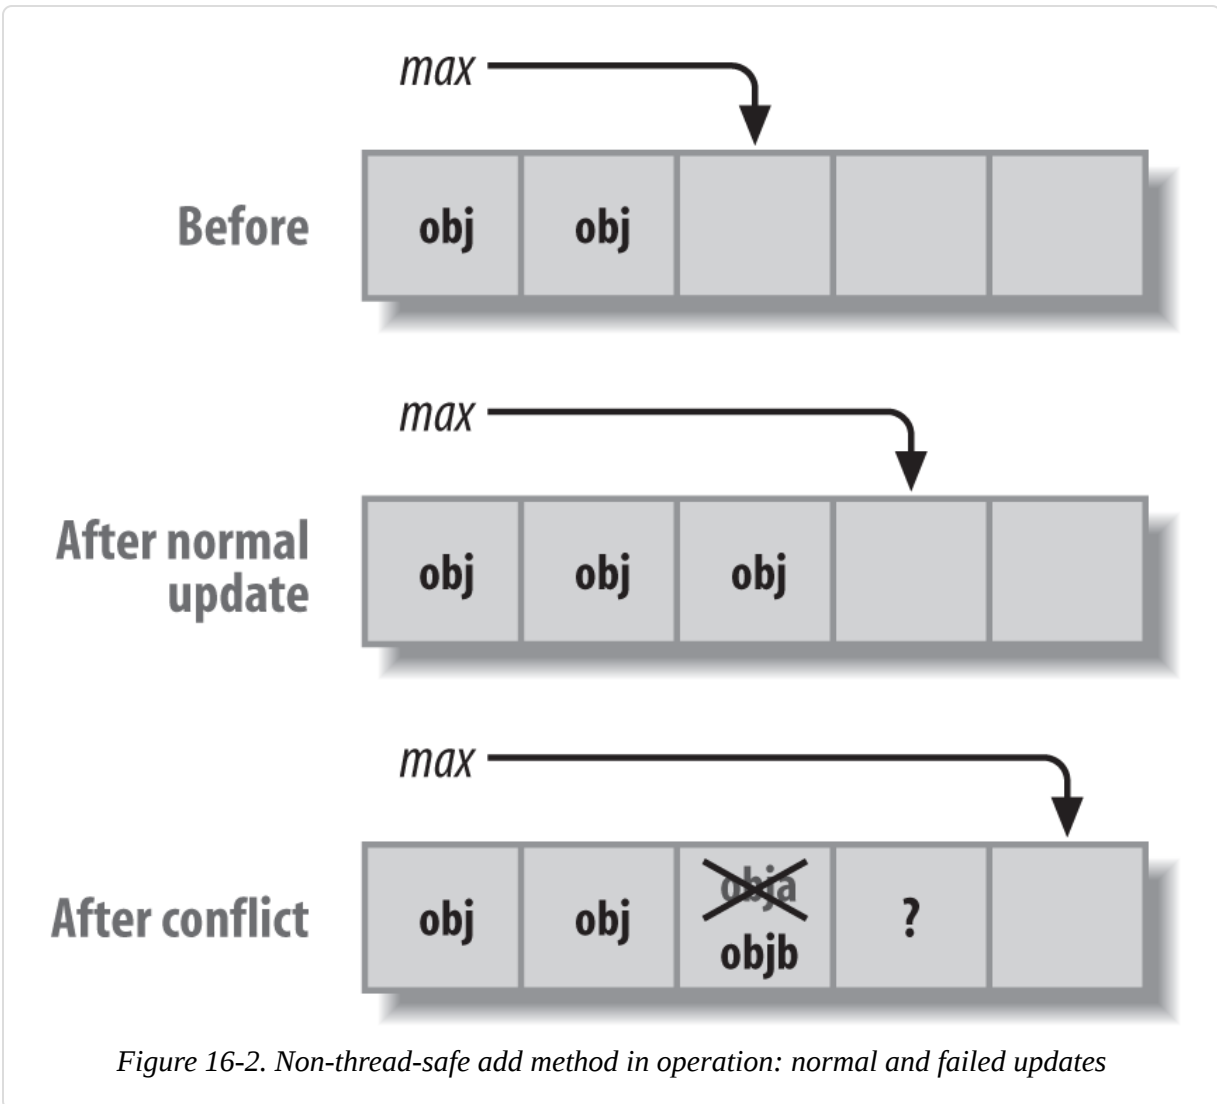 max
Before
obj obj
max
After normal
update
obj obj obj
max
After conflict
obj obj obja ?
objb
Figure 16-2. Non-thread-safe add method in operation: normal and failed updates